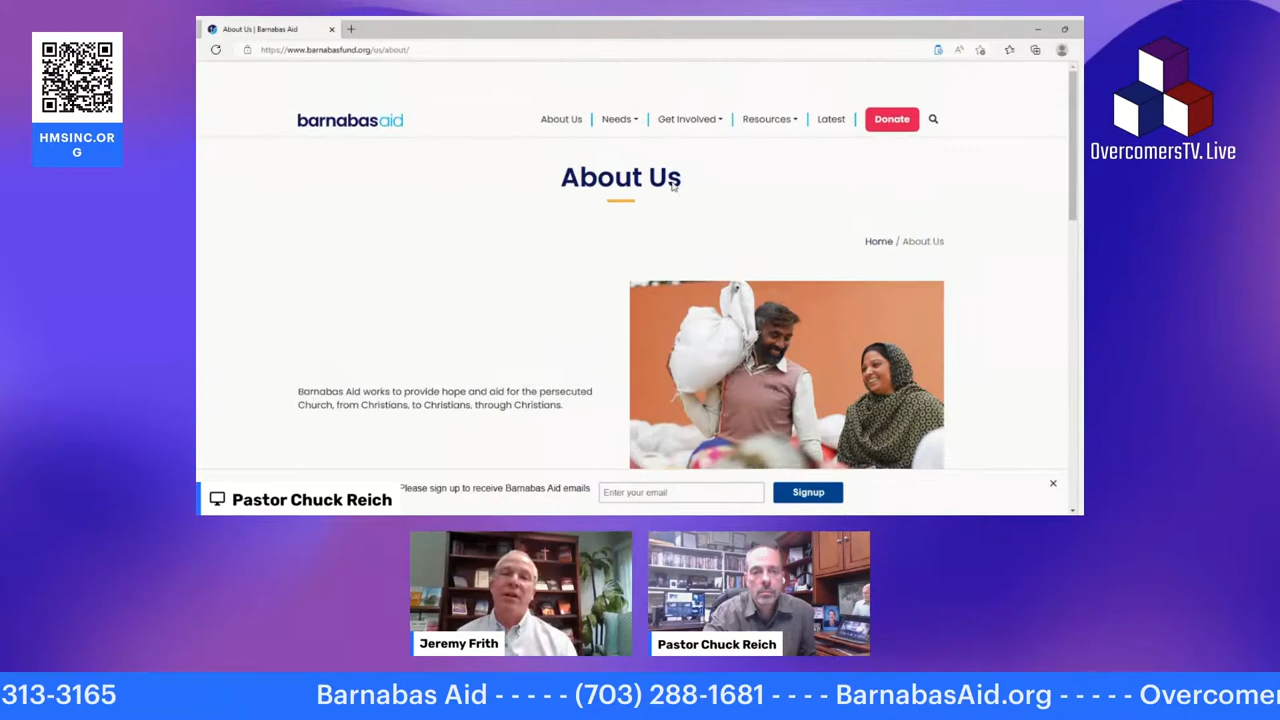 HMSINC.OR
G
About Us | Barnabas Aid
https://www.barnabasfund.org/us/about/
barnabasaid
About Us
Needs
Get Involved
Resources
Latest
Donate
About Us
Home / About Us
Barnabas Aid works to provide hope and aid for the persecuted
Church, from Christians, to Christians, through Christians.
Please sign up to receive Barnabas Aid emails
Enter your email
Signup
Pastor Chuck Reich
OvercomersTV.Live
Jeremy Frith
Pastor Chuck Reich
313-3165 Barnabas Aid - - - - - (703) 288-1681 - - - - BarnabasAid.org - - - - - Overcome